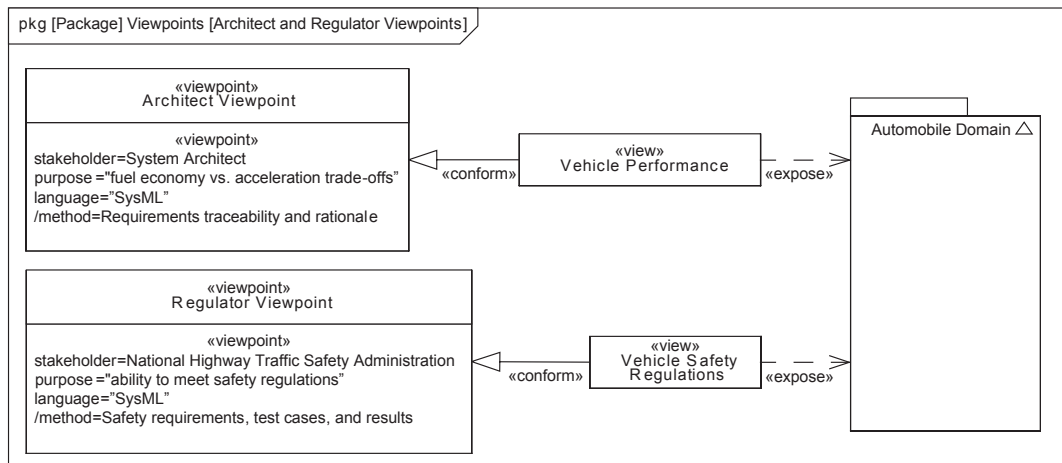 pkg [Package] Viewpoints [Architect and Regulator Viewpoints]
«viewpoint»
Architect Viewpoint
«viewpoint»
stakeholder=System Architect
purpose="fuel economy vs. acceleration trade-offs”
language=”SysML”
/method=Requirements traceability and rationale
«conform»
«view»
Vehicle Performance
«expose»
Automobile Domain
«viewpoint»
Regulator Viewpoint
«viewpoint»
stakeholder=National Highway Traffic Safety Administration
purpose="ability to meet safety regulations”
language=”SysML”
/method=Safety requirements, test cases, and results
«conform»
«view»
Vehicle Safety
Regulations
«expose»